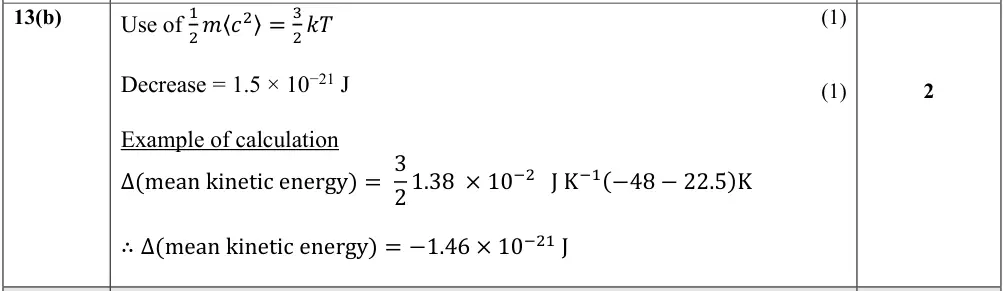 13(b) Use of 1/2 m⟨c²⟩ = 3/2 kT (1)
Decrease = 1.5 × 10⁻²¹ J (1) 2
Example of calculation
Δ(mean kinetic energy) = 3/2 1.38 × 10⁻² J K⁻¹(−48 − 22.5)K
∴ Δ(mean kinetic energy) = −1.46 × 10⁻²¹ J